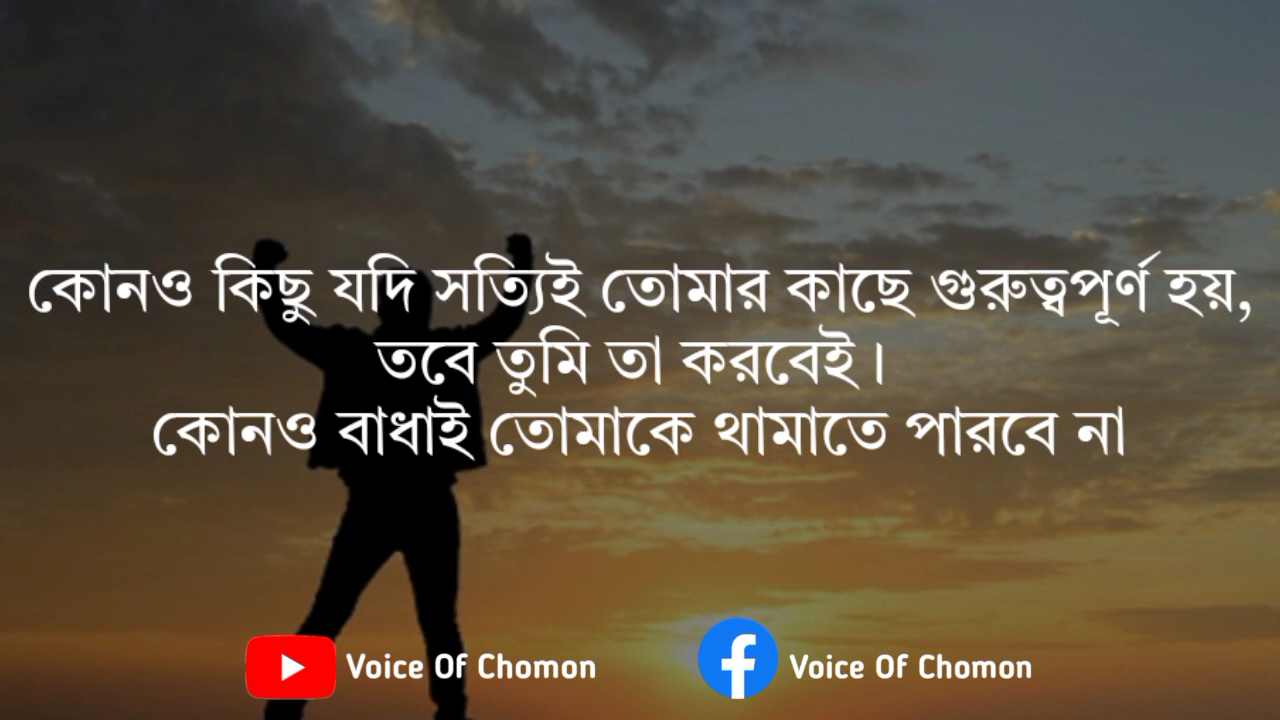 কোনও কিছু যদি সত্যিই তোমার কাছে গুরুত্বপূর্ণ হয়,
তবে তুমি তা করবেই।
কোনও বাধাই তোমাকে থামাতে পারবে না
Voice Of Chomon
Voice Of Chomon